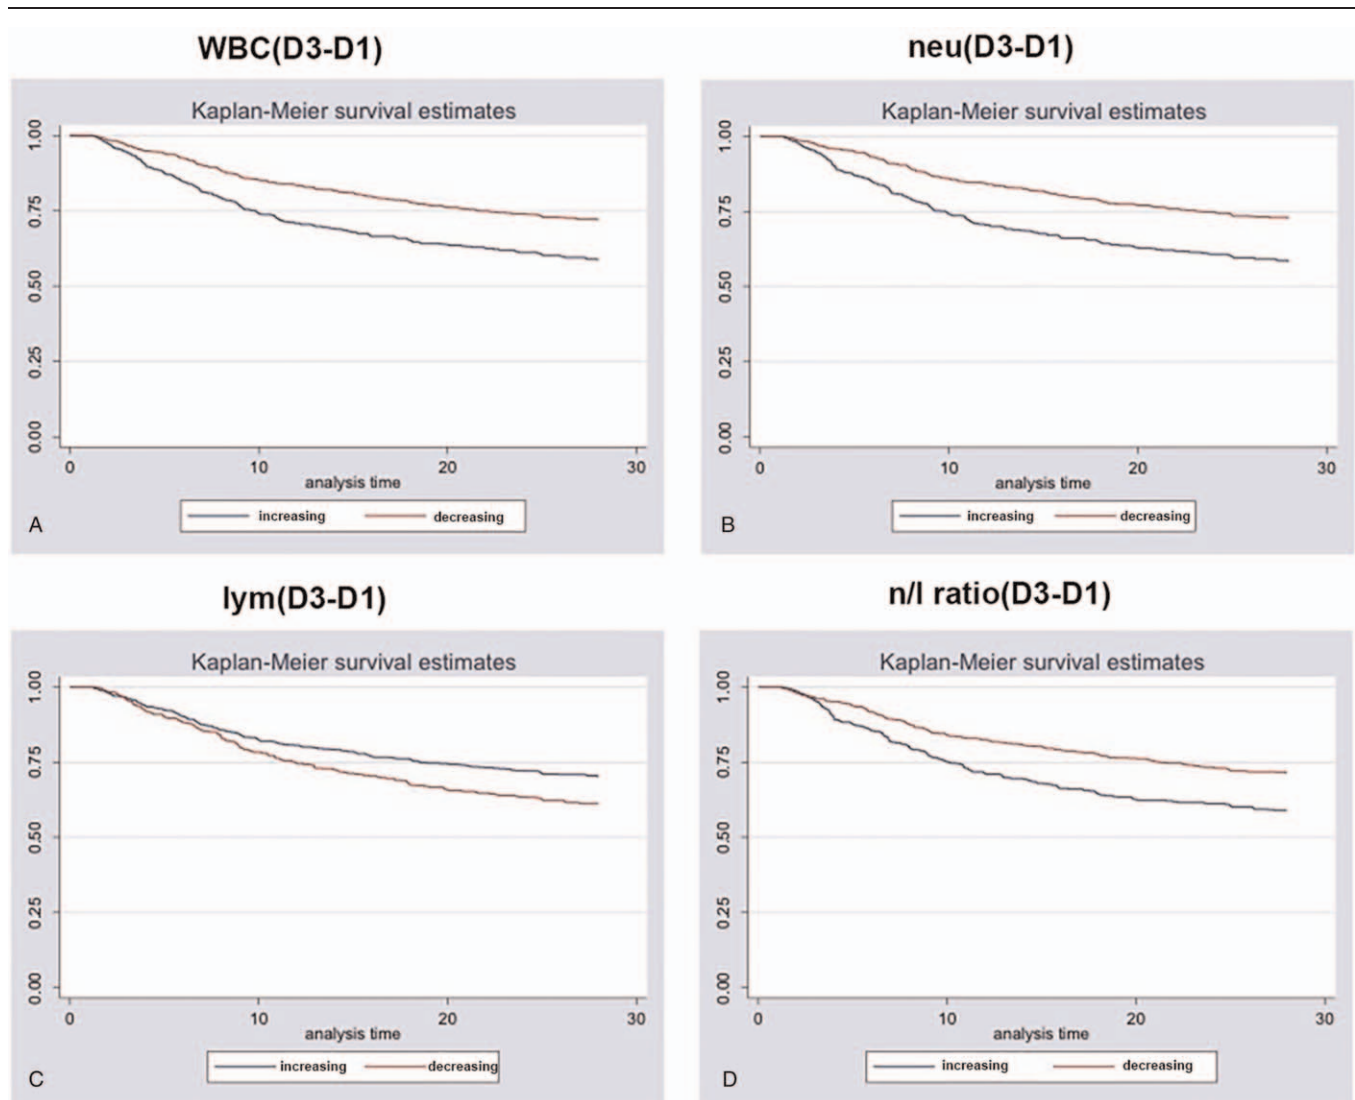 WBC(D3-D1)
Kaplan-Meier survival estimates
1.00
0.75
0.50
0.25
0.00
0 10 20 30
analysis time
increasing decreasing
A
neu(D3-D1)
Kaplan-Meier survival estimates
1.00
0.75
0.50
0.25
0.00
0 10 20 30
analysis time
increasing decreasing
B
lym(D3-D1)
Kaplan-Meier survival estimates
1.00
0.75
0.50
0.25
0.00
0 10 20 30
analysis time
increasing decreasing
C
n/l ratio(D3-D1)
Kaplan-Meier survival estimates
1.00
0.75
0.50
0.25
0.00
0 10 20 30
analysis time
increasing decreasing
D